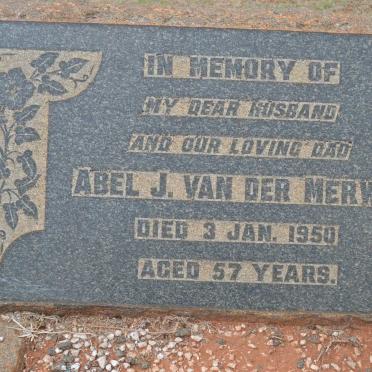 IN MEMORY OF
MY DEAR HUSBAND
AND OUR LOVING DAD
ABEL J. VAN DER MERW
DIED 3 JAN. 1950
AGED 57 YEARS.